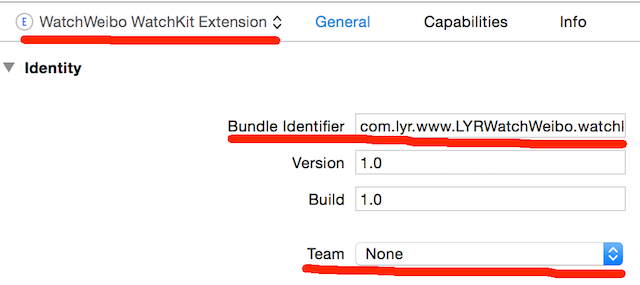 E WatchWeibo WatchKit Extension General Capabilities Info
Identity
Bundle Identifier com.lyr.www.LYRWatchWeibo.watchl
Version 1.0
Build 1.0
Team None